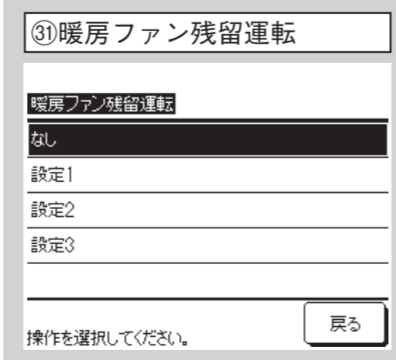 ㉛暖房ファン残留運転
暖房ファン残留運転
なし
設定1
設定2
設定3
操作を選択してください。
戻る